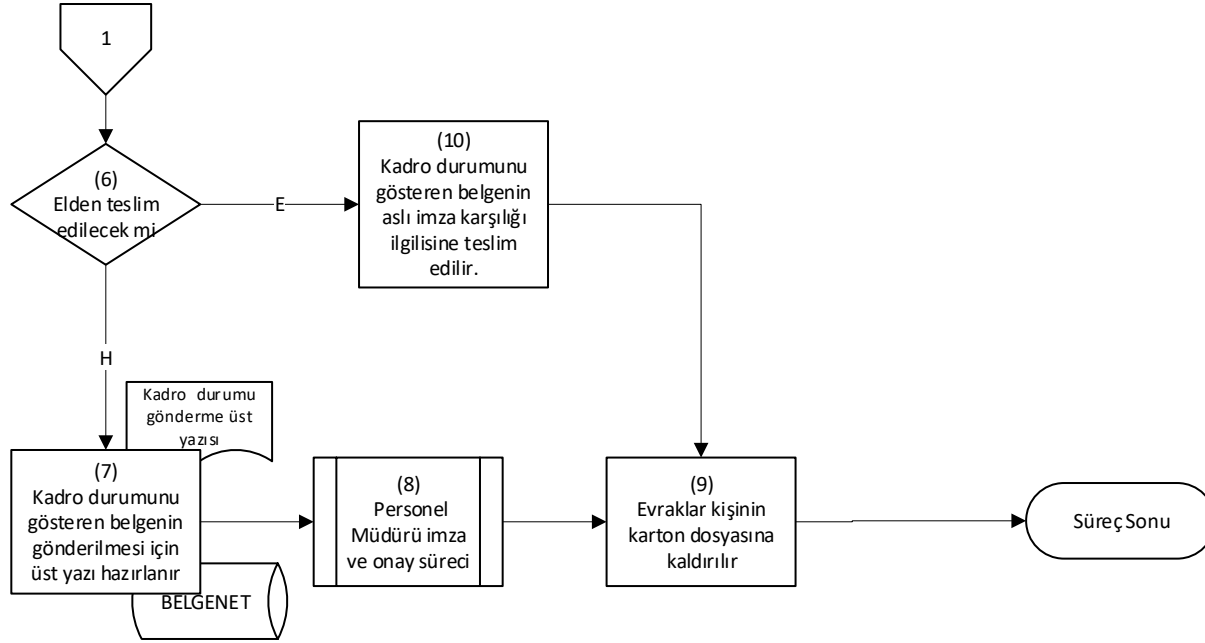 1
(6)
Elden teslim
edilecek mi
E
(10)
Kadro durumunu
gösteren belgenin
aslı imza karşılığı
ilgilisine teslim
edilir.
H
Kadro durumu
gönderme üst
yazısı
(7)
Kadro durumunu
gösteren belgenin
gönderilmesi için
üst yazı hazırlanır
BELGENET
(8)
Personel
Müdürü imza
ve onay süreci
(9)
Evraklar kişinin
karton dosyasına
kaldırılır
Süreç Sonu